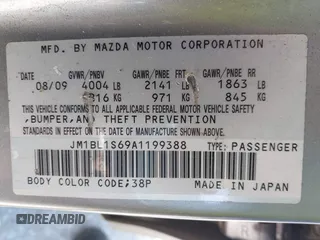 MFD. BY MAZDA MOTOR CORPORATION
DATE GVWR/PNBV GAWR/PNBE FRT GAWR/PNBE RR
08/09 4004 LB 2141 LB 1863 LB
KG 971 KG 845 KG
THIS VEHICLE CONFORMS TO ALL APPLICABLE FEDERAL MOTOR VEHICLE SAFETY
,BUMPER,AND THEFT PREVENTION
STANDARDS IN EFFECT ON THE DATE OF MANUFACTURE SHOWN ABOVE.
JM1BL1S69A1199388 TYPE: PASSENGER
BODY COLOR CODE:38P MADE IN JAPAN
DREAMBID